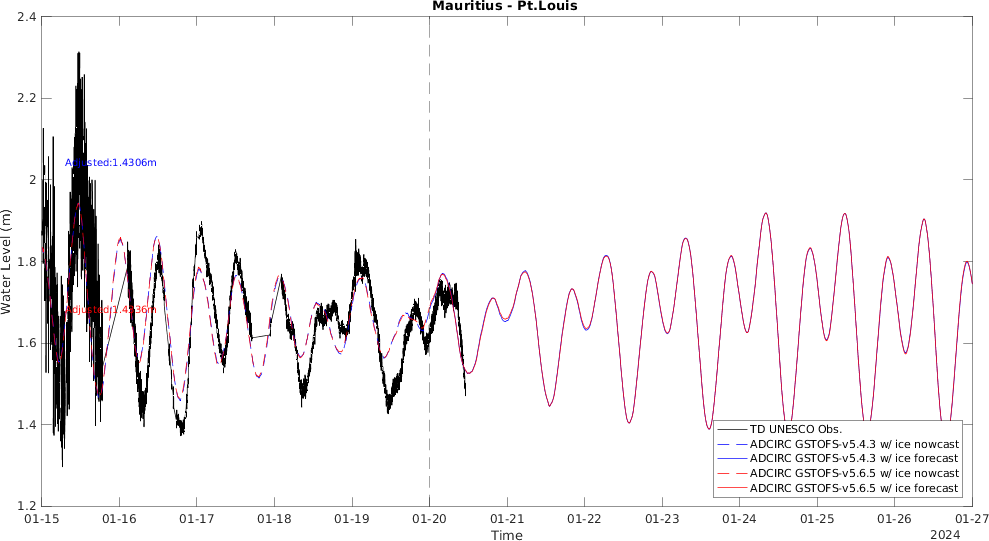 Mauritius - Pt.Louis
2.4
2.2
2
1.8
1.6
1.4
1.2
Water Level (m)
Adjusted:1.4306m
Adjusted:1.4536m
TD UNESCO Obs.
ADCIRC GSTOFS-v5.4.3 w/ ice nowcast
ADCIRC GSTOFS-v5.4.3 w/ ice forecast
ADCIRC GSTOFS-v5.6.5 w/ ice nowcast
ADCIRC GSTOFS-v5.6.5 w/ ice forecast
01-15 01-16 01-17 01-18 01-19 01-20 01-21 01-22 01-23 01-24 01-25 01-26 01-27
Time
2024